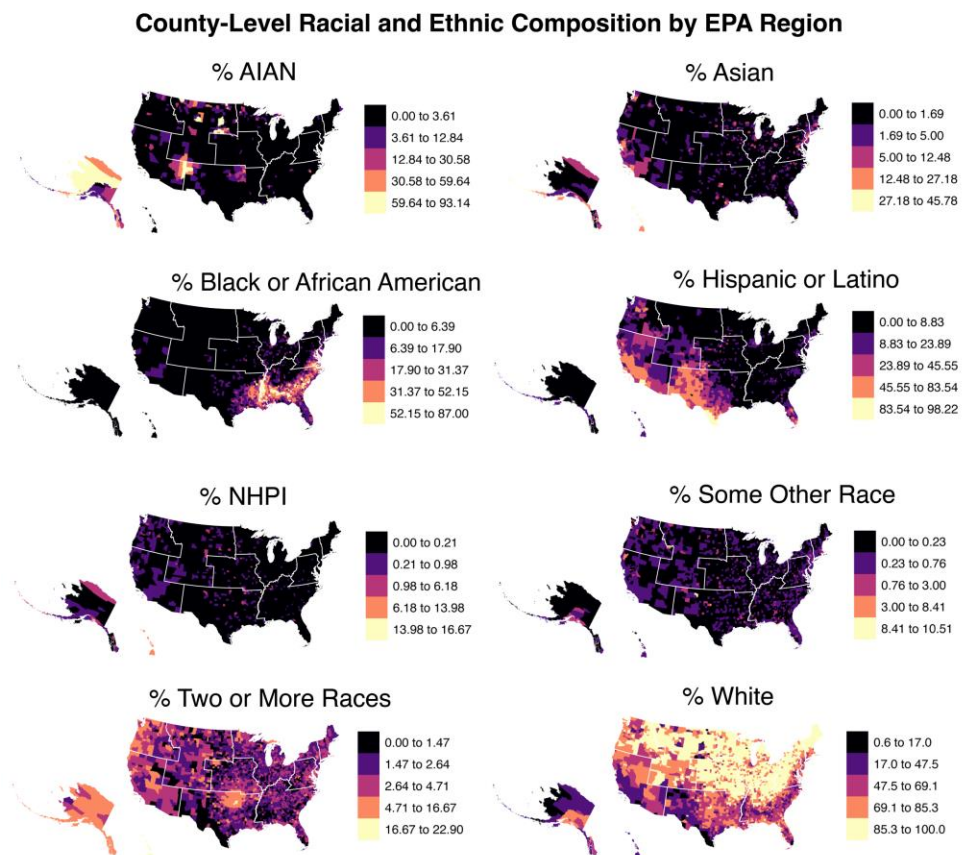 County-Level Racial and Ethnic Composition by EPA Region
% AIAN
0.00 to 3.61
3.61 to 12.84
12.84 to 30.58
30.58 to 59.64
59.64 to 93.14
% Asian
0.00 to 1.69
1.69 to 5.00
5.00 to 12.48
12.48 to 27.18
27.18 to 45.78
% Black or African American
0.00 to 6.39
6.39 to 17.90
17.90 to 31.37
31.37 to 52.15
52.15 to 87.00
% Hispanic or Latino
0.00 to 8.83
8.83 to 23.89
23.89 to 45.55
45.55 to 83.54
83.54 to 98.22
% NHPI
0.00 to 0.21
0.21 to 0.98
0.98 to 6.18
6.18 to 13.98
13.98 to 16.67
% Some Other Race
0.00 to 0.23
0.23 to 0.76
0.76 to 3.00
3.00 to 8.41
8.41 to 10.51
% Two or More Races
0.00 to 1.47
1.47 to 2.64
2.64 to 4.71
4.71 to 16.67
16.67 to 22.90
% White
0.6 to 17.0
17.0 to 47.5
47.5 to 69.1
69.1 to 85.3
85.3 to 100.0